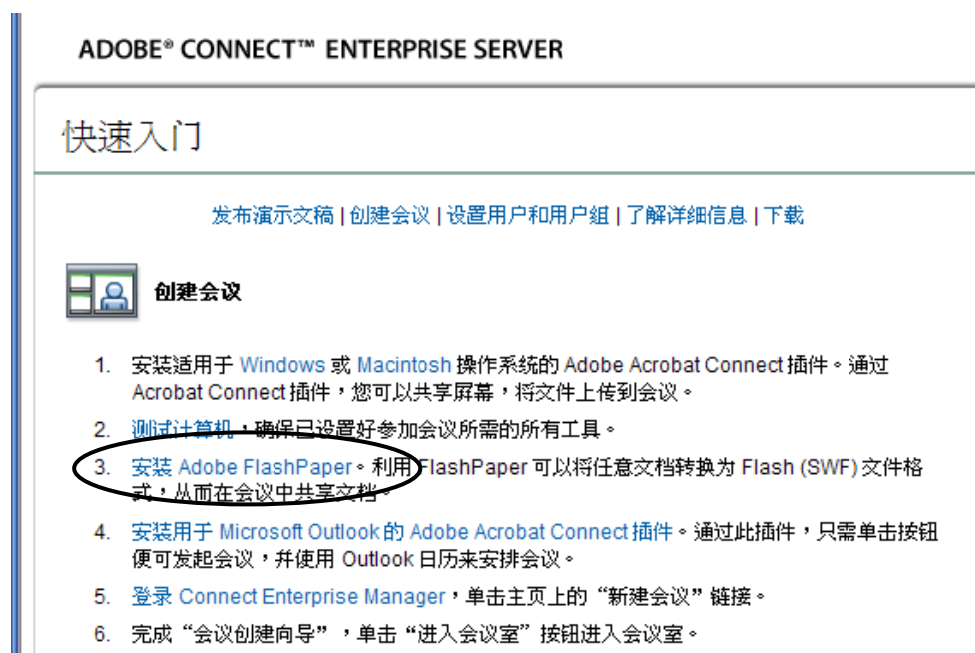 ADOBE® CONNECT™ ENTERPRISE SERVER
快速入门
发布演示文稿 | 创建会议 | 设置用户和用户组 | 了解详细信息 | 下载
创建会议
1. 安装适用于 Windows 或 Macintosh 操作系统的 Adobe Acrobat Connect 插件。通过
Acrobat Connect 插件，您可以共享屏幕，将文件上传到会议。
2. 测试计算机，确保已设置好参加会议所需的所有工具。
3. 安装 Adobe FlashPaper。利用 FlashPaper 可以将任意文档转换为 Flash (SWF) 文件格
式，从而在会议中共享文档。
4. 安装用于 Microsoft Outlook 的 Adobe Acrobat Connect 插件。通过此插件，只需单击按钮
便可发起会议，并使用 Outlook 日历来安排会议。
5. 登录 Connect Enterprise Manager，单击主页上的“新建会议”链接。
6. 完成“会议创建向导”，单击“进入会议室”按钮进入会议室。